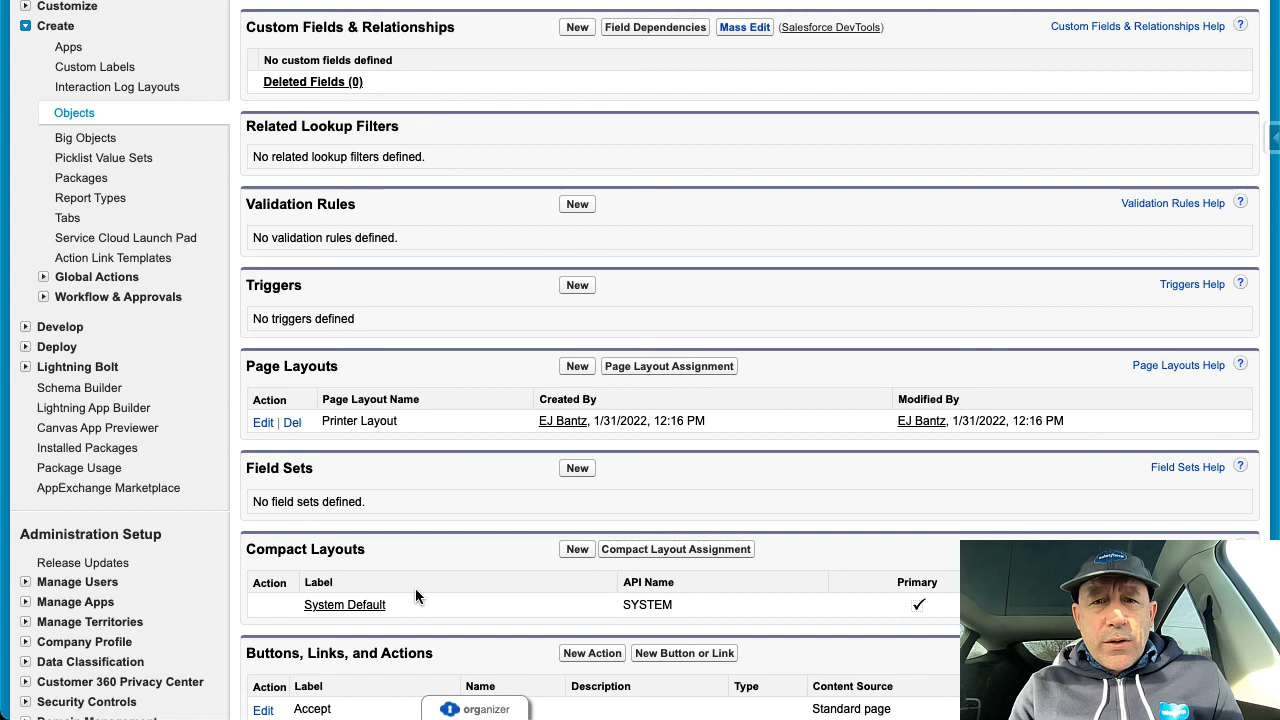 Customize
Create
Apps
Custom Labels
Interaction Log Layouts
Objects
Big Objects
Picklist Value Sets
Packages
Report Types
Tabs
Service Cloud Launch Pad
Action Link Templates
Global Actions
Workflow & Approvals
Develop
Deploy
Lightning Bolt
Schema Builder
Lightning App Builder
Canvas App Previewer
Installed Packages
Package Usage
AppExchange Marketplace
Administration Setup
Release Updates
Manage Users
Manage Apps
Manage Territories
Company Profile
Data Classification
Customer 360 Privacy Center
Security Controls
Domain Management
Custom Fields & Relationships New Field Dependencies Mass Edit (Salesforce DevTools) Custom Fields & Relationships Help ?
No custom fields defined
Deleted Fields (0)
Related Lookup Filters
No related lookup filters defined.
Validation Rules New Validation Rules Help ?
No validation rules defined.
Triggers New Triggers Help ?
No triggers defined
Page Layouts New Page Layout Assignment Page Layouts Help ?
Action Page Layout Name Created By Modified By
Edit | Del Printer Layout EJ Bantz, 1/31/2022, 12:16 PM EJ Bantz, 1/31/2022, 12:16 PM
Field Sets New Field Sets Help ?
No field sets defined.
Compact Layouts New Compact Layout Assignment
Action Label API Name Primary
System Default SYSTEM
Buttons, Links, and Actions New Action New Button or Link
Action Label Name Description Type Content Source
Edit Accept Standard page
organizer